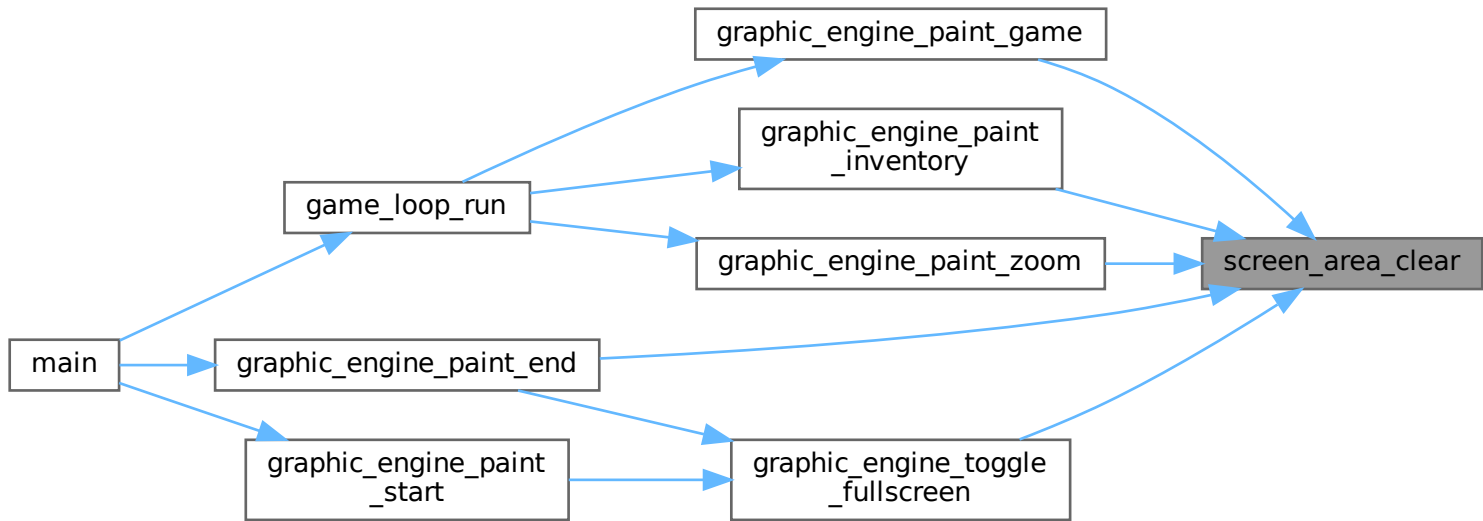 graphic_engine_paint_game
graphic_engine_paint
_inventory
game_loop_run
graphic_engine_paint_zoom
screen_area_clear
main
graphic_engine_paint_end
graphic_engine_paint
_start
graphic_engine_toggle
_fullscreen